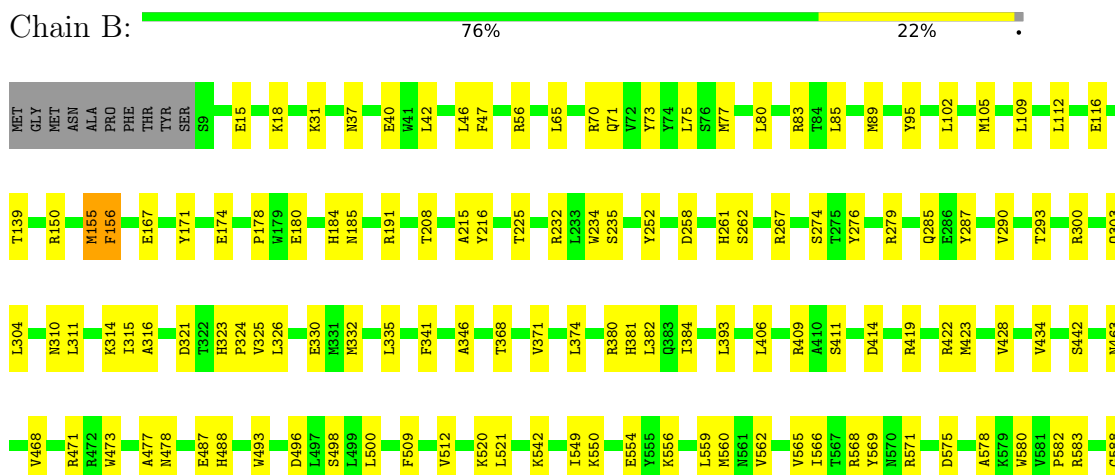 Chain B:
76% 22% •
MET GLY MET ASN ALA PRO PHE THR TYR SER S9 E15 K18 K31 N37 E40 W41 L42 L46 F47 R56 L65 R70 Q71 V72 Y73 Y74 L75 S76 M77 L80 R83 T84 L85 M89 Y95 L102 M105 L109 L112 E116
T139 R150 M155 F156 E167 Y171 E174 P178 W179 E180 H184 N185 R191 T208 A215 Y216 T225 R232 L233 W234 S235 Y252 D258 H261 S262 R267 S274 T275 Y276 R279 Q285 E286 Y287 V290 T293 R300
L304 N310 L311 K314 I315 A316 D321 T322 H323 P324 V325 L326 E330 M331 M332 L335 F341 A346 T368 V371 L374 R380 H381 L382 Q383 I384 L393 L406 R409 A410 S411 D414 R419 R422 M423 V428 V434 S442
V468 R471 R472 W473 A477 N478 E487 H488 W493 D496 L497 S498 L499 L500 F509 V512 K520 L521 K542 I549 K550 E554 Y555 K556 L559 M560 N561 V562 V565 I566 T567 R568 Y569 N570 R571 D575 A578 K579 W580 V581 P582 R583